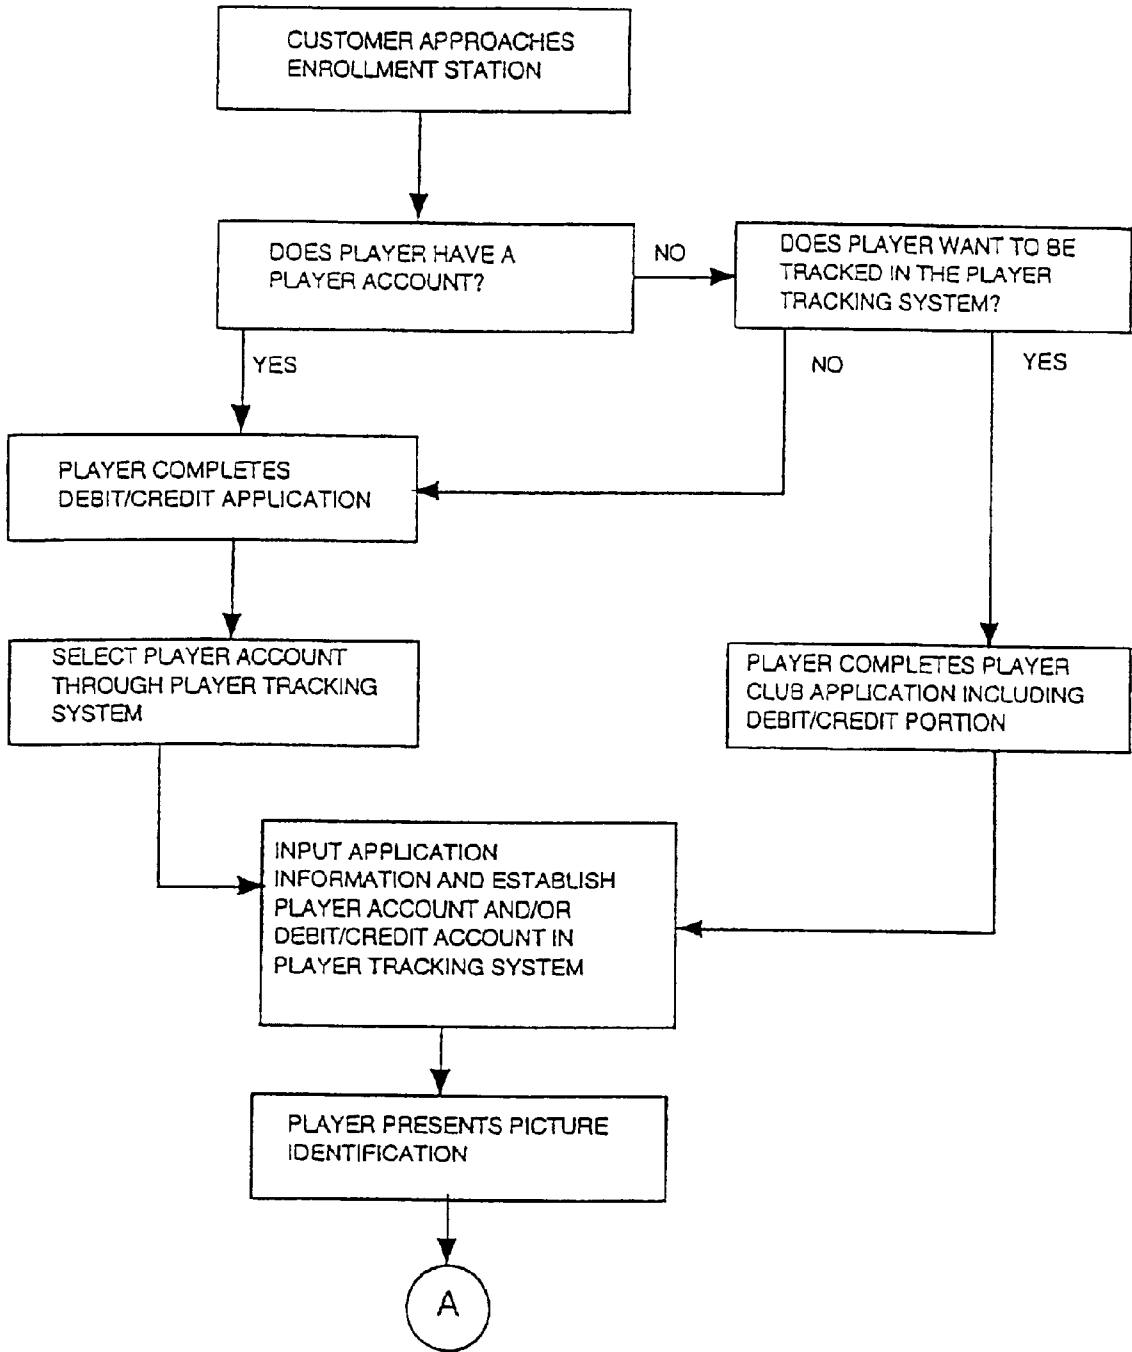 CUSTOMER APPROACHES
ENROLLMENT STATION
DOES PLAYER HAVE A
PLAYER ACCOUNT?
NO
DOES PLAYER WANT TO BE
TRACKED IN THE PLAYER
TRACKING SYSTEM?
YES
NO
YES
PLAYER COMPLETES
DEBIT/CREDIT APPLICATION
SELECT PLAYER ACCOUNT
THROUGH PLAYER TRACKING
SYSTEM
PLAYER COMPLETES PLAYER
CLUB APPLICATION INCLUDING
DEBIT/CREDIT PORTION
INPUT APPLICATION
INFORMATION AND ESTABLISH
PLAYER ACCOUNT AND/OR
DEBIT/CREDIT ACCOUNT IN
PLAYER TRACKING SYSTEM
PLAYER PRESENTS PICTURE
IDENTIFICATION
A